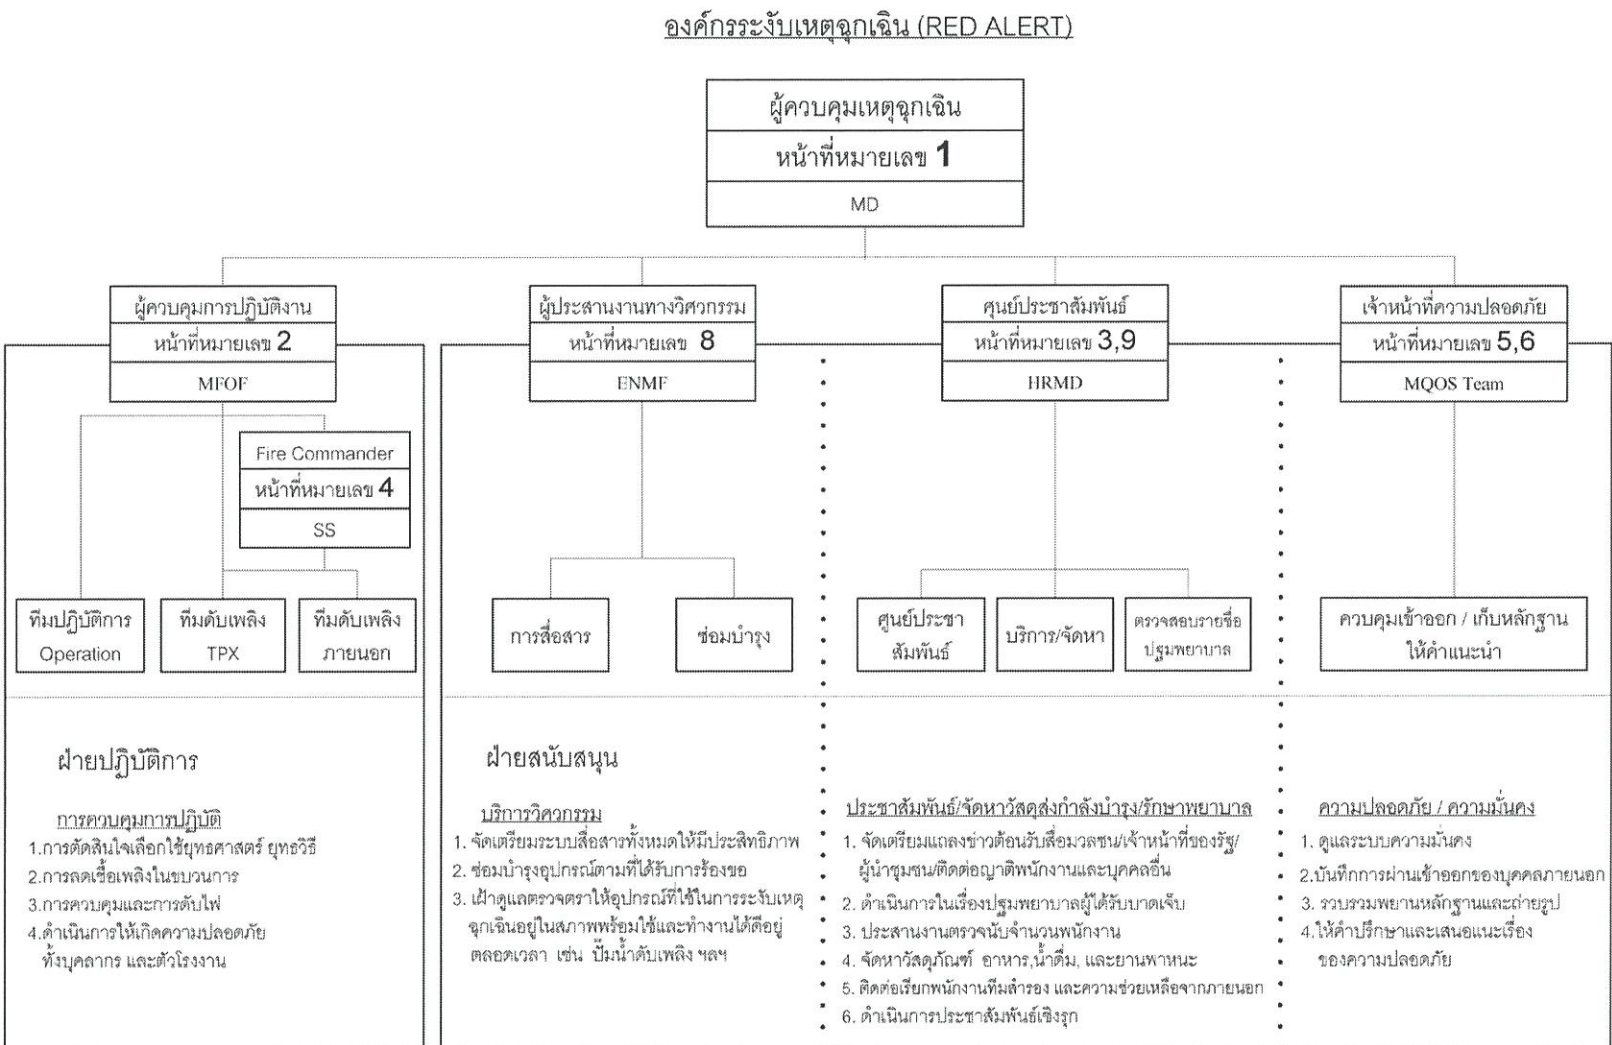 องค์กรระงับเหตุฉุกเฉิน (RED ALERT)
ผู้ควบคุมเหตุฉุกเฉิน
หน้าที่หมายเลข 1
MD
ผู้ควบคุมการปฏิบัติงาน
หน้าที่หมายเลข 2
MFOF
ผู้ประสานงานทางวิศวกรรม
หน้าที่หมายเลข 8
ENMF
ศูนย์ประชาสัมพันธ์
หน้าที่หมายเลข 3,9
HRMD
เจ้าหน้าที่ความปลอดภัย
หน้าที่หมายเลข 5,6
MQOS Team
Fire Commander
หน้าที่หมายเลข 4
SS
ทีมปฏิบัติการ
Operation
ทีมดับเพลิง
TPX
ทีมดับเพลิง
ภายนอก
การสื่อสาร
ซ่อมบำรุง
ศูนย์ประชา
สัมพันธ์
บริการ/จัดหา
ตรวจสอบรายชื่อ
ปฐมพยาบาล
ควบคุมเข้าออก / เก็บหลักฐาน
ให้คำแนะนำ
ฝ่ายปฏิบัติการ
การควบคุมการปฏิบัติ
1.การตัดสินใจเลือกใช้ยุทธศาสตร์ ยุทธวิธี
2.การลดเชื้อเพลิงในขบวนการ
3.การควบคุมและการดับไฟ
4.ดำเนินการให้เกิดความปลอดภัย
ทั้งบุคลากร และตัวโรงงาน
ฝ่ายสนับสนุน
บริการวิศวกรรม
1. จัดเตรียมระบบสื่อสารทั้งหมดให้มีประสิทธิภาพ
2. ซ่อมบำรุงอุปกรณ์ตามที่ได้รับการร้องขอ
3. เฝ้าดูแลตรวจตราให้อุปกรณ์ที่ใช้ในการระงับเหตุ
ฉุกเฉินอยู่ในสภาพพร้อมใช้และทำงานได้ดีอยู่
ตลอดเวลา เช่น ปั๊มน้ำดับเพลิง ฯลฯ
ประชาสัมพันธ์/จัดหาวัสดุส่งกำลังบำรุง/รักษาพยาบาล
1. จัดเตรียมแถลงข่าวต้อนรับสื่อมวลชน/เจ้าหน้าที่ของรัฐ/
ผู้นำชุมชน/ติดต่อญาติพนักงานและบุคคลอื่น
2. ดำเนินการในเรื่องปฐมพยาบาลผู้ได้รับบาดเจ็บ
3. ประสานงานตรวจนับจำนวนพนักงาน
4. จัดหาวัสดุภัณฑ์ อาหาร,น้ำดื่ม, และยานพาหนะ
5. ติดต่อเรียกพนักงานทีมสำรอง และความช่วยเหลือจากภายนอก
6. ดำเนินการประชาสัมพันธ์เชิงรุก
ความปลอดภัย / ความมั่นคง
1. ดูแลระบบความมั่นคง
2.บันทึกการผ่านเข้าออกของบุคคลภายนอก
3. รวบรวมพยานหลักฐานและถ่ายรูป
4.ให้คำปรึกษาและเสนอแนะเรื่อง
ของความปลอดภัย